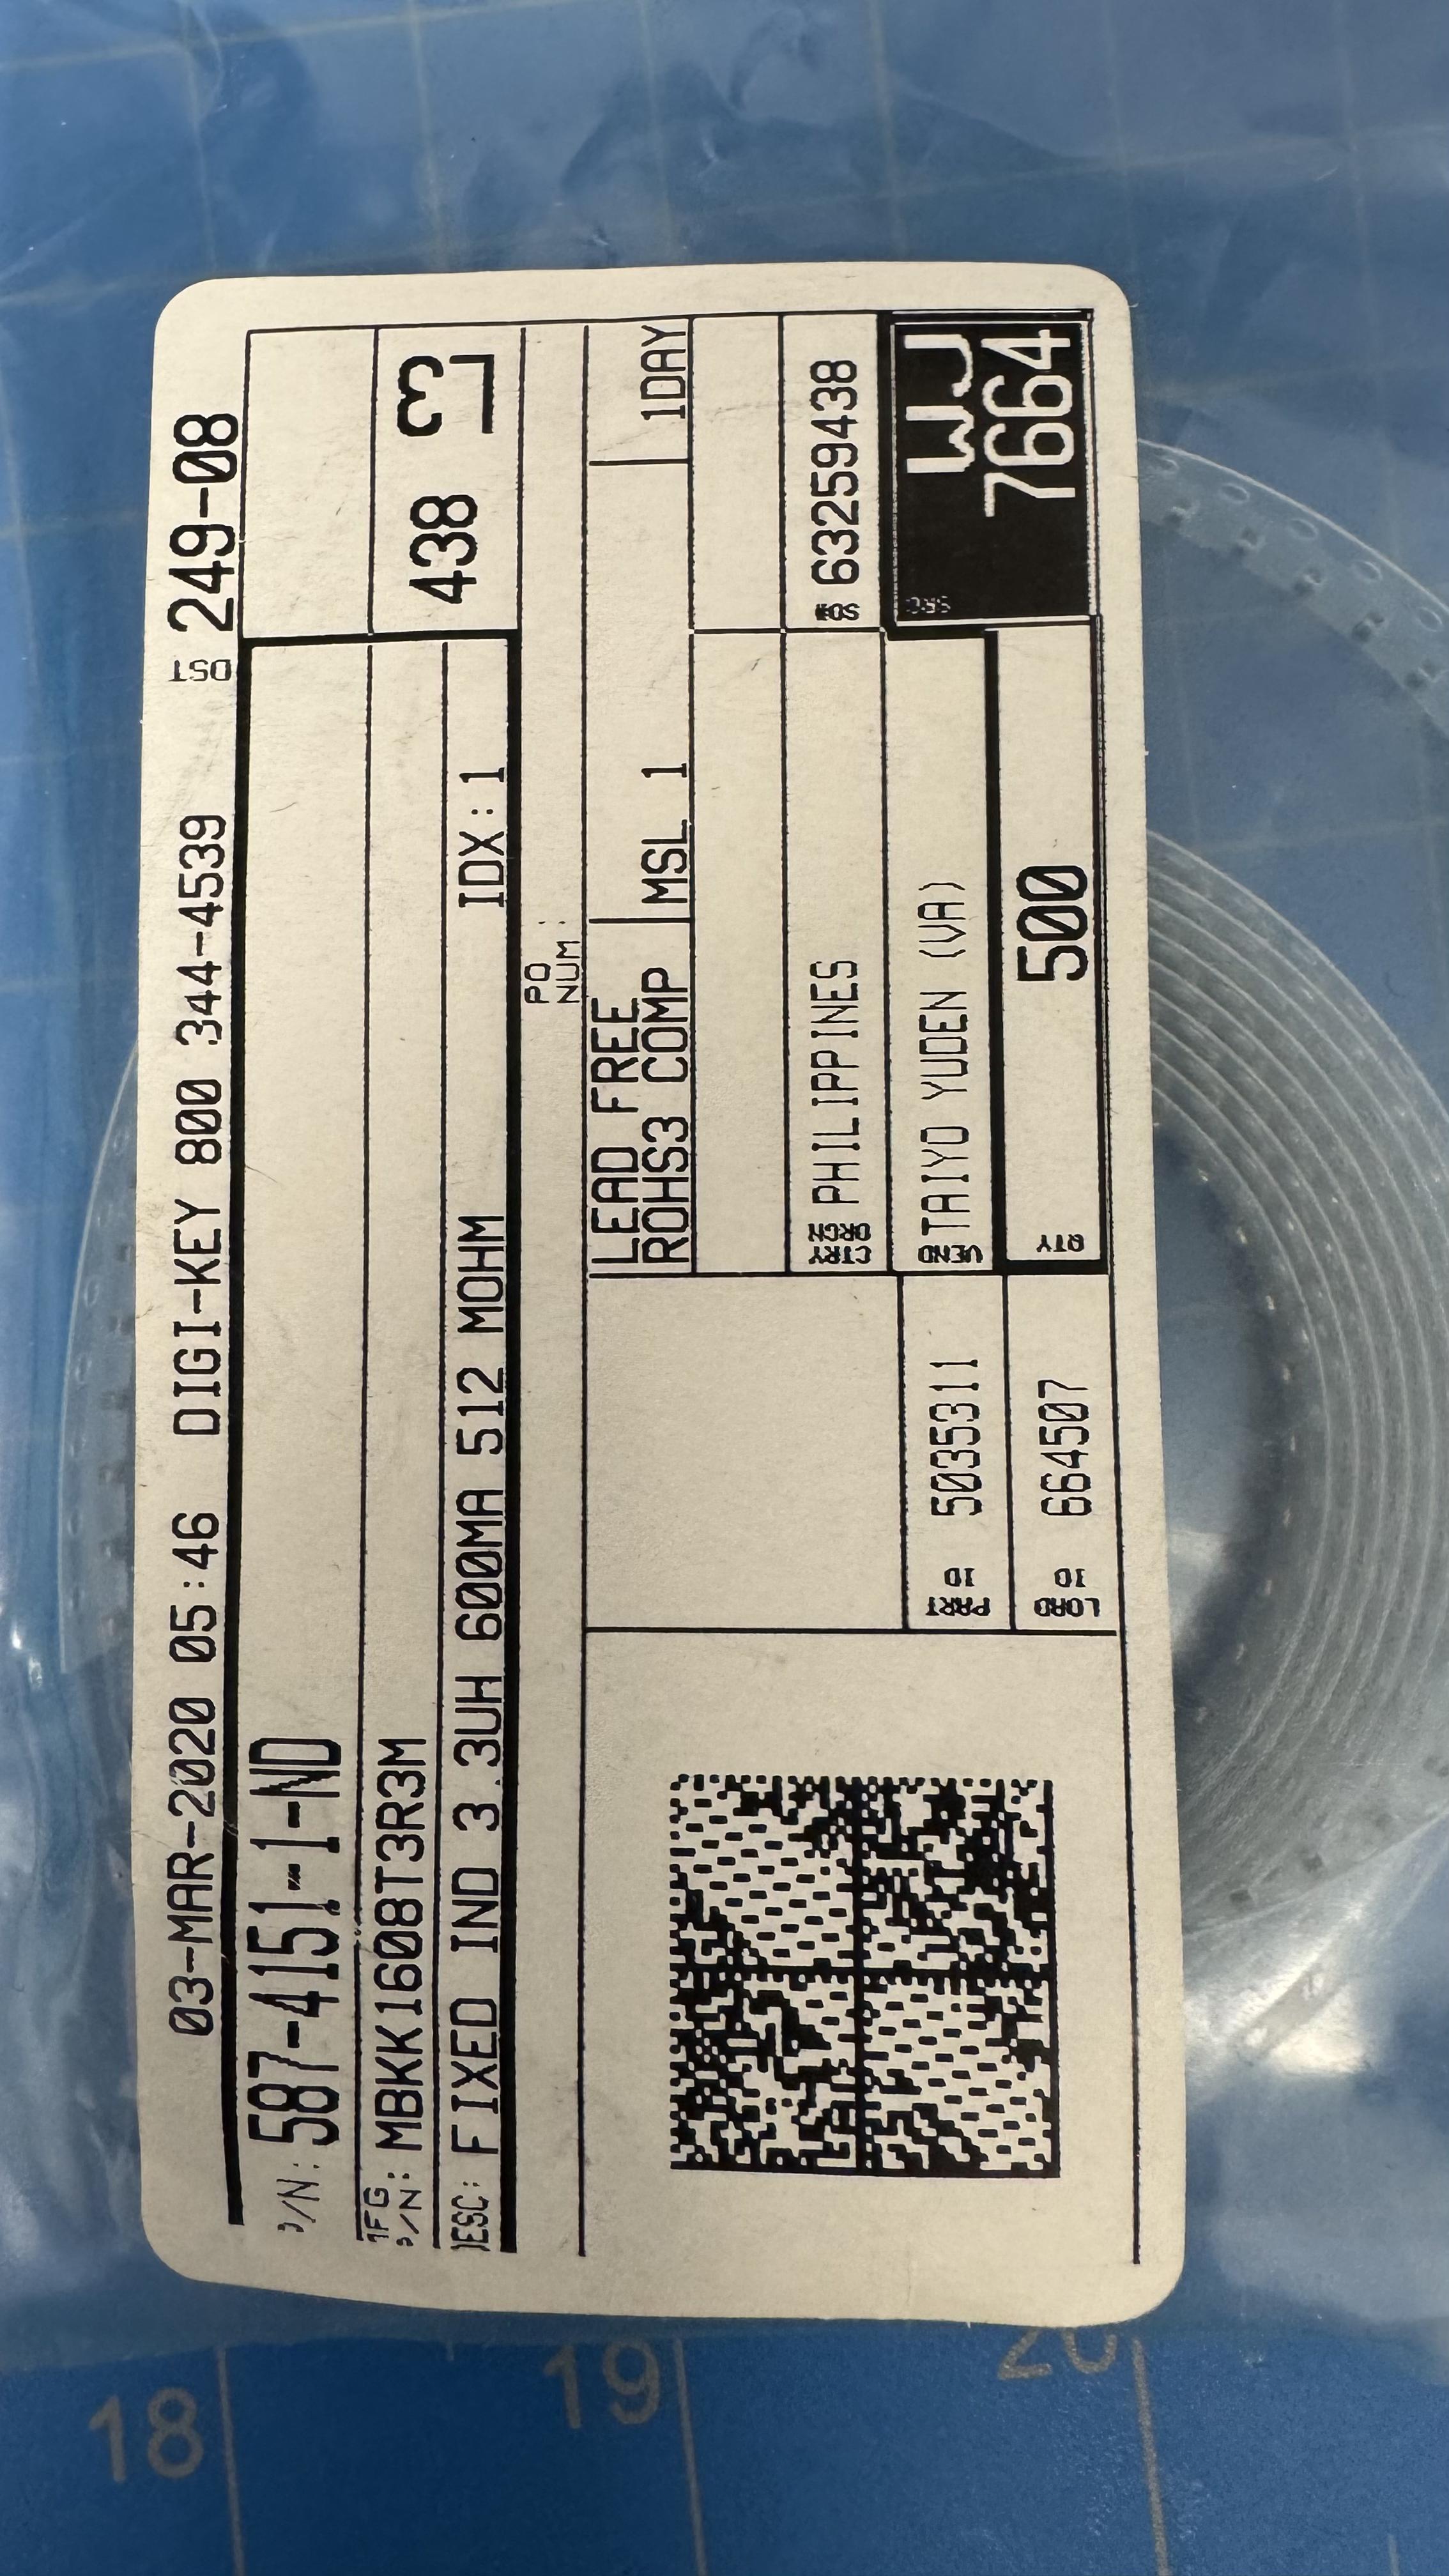 03-MAR-2020 05:46 DIGI-KEY 800 344-4539 DST 249-08
P/N: 587-4151-1-ND
MFG P/N: MBKK1608T3R3M
438 3]
DESC: FIXED IND 3.3UH 600MA 512 MOHM IDX: 1
PO NUM:
LEAD FREE
ROHS3 COMP
MSL 1
1DAY
CTRY ORGN PHILIPPINES
SO# 63259438
PART ID 5035311
VEND TAIYO YUDEN (VA)
WJ
7664
LOAD ID 664507
QTY 500
18
19
20